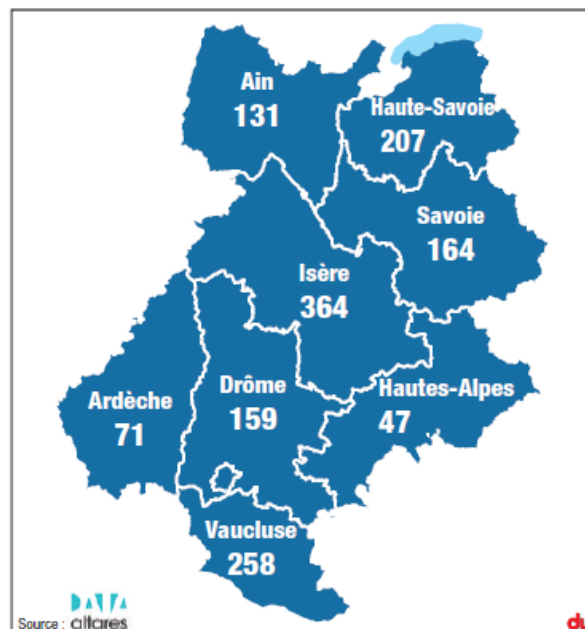 Ain
131
Haute-Savoie
207
Savoie
164
Isère
364
Ardèche
71
Drôme
159
Hautes-Alpes
47
Vaucluse
258
Source : DATA
altares